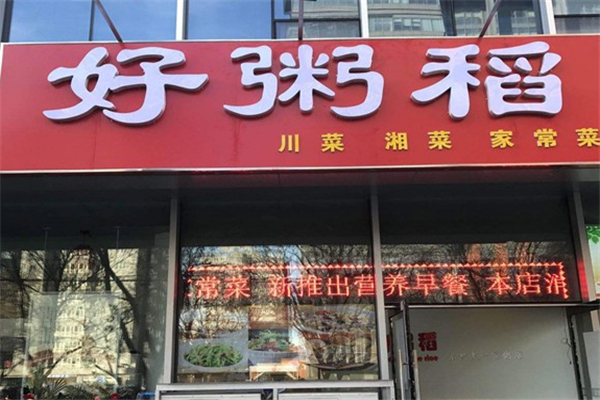 好粥稻
川菜 湘菜 家常菜
常菜 新推出营养早餐 本店消
稻